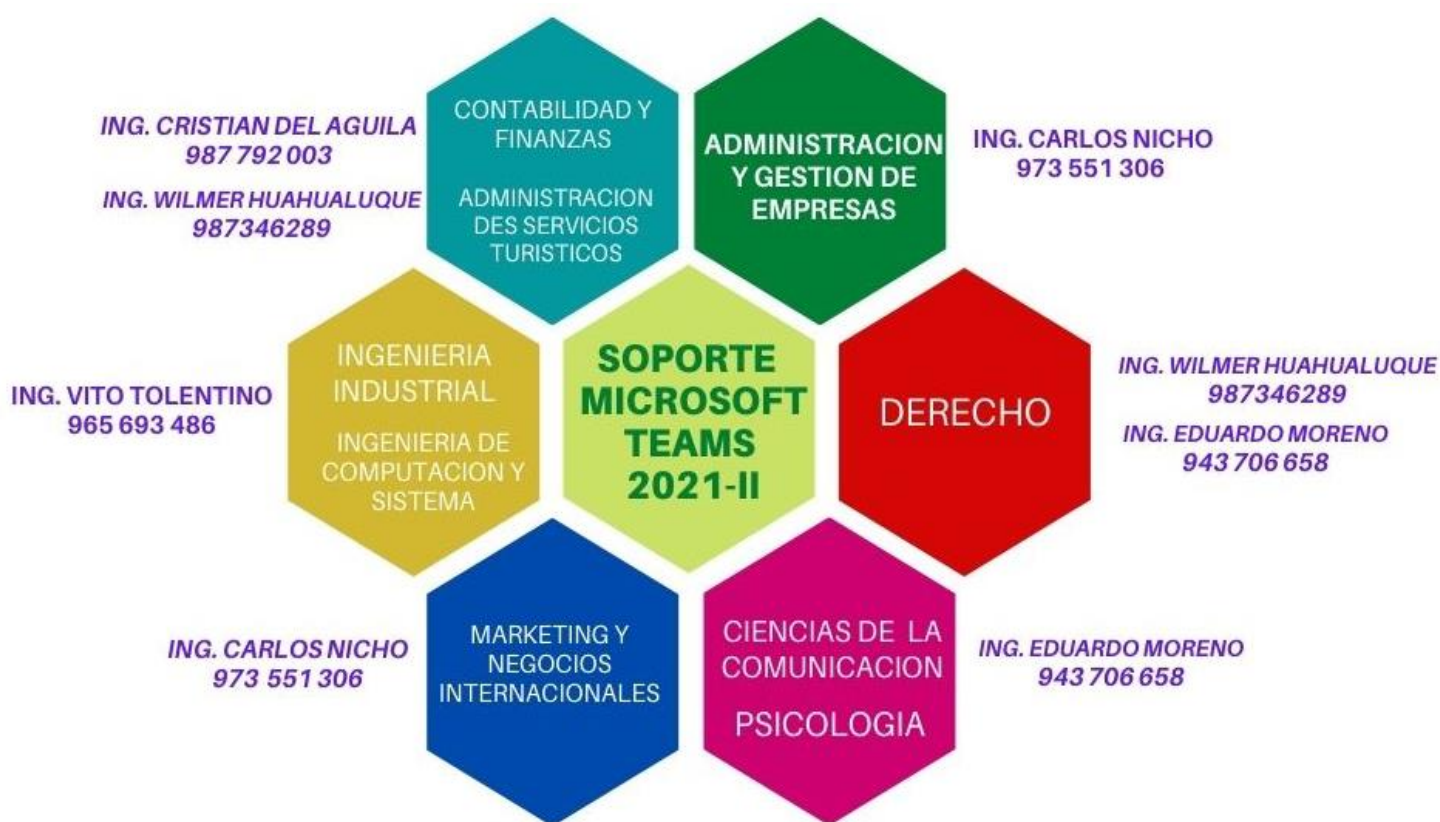 CONTABILIDAD Y
FINANZAS
ADMINISTRACION
DES SERVICIOS
TURISTICOS
ING. CRISTIAN DEL AGUILA
987 792 003
ING. WILMER HUAHUALUQUE
987346289
ADMINISTRACION
Y GESTION DE
EMPRESAS
ING. CARLOS NICHO
973 551 306
INGENIERIA
INDUSTRIAL
INGENIERIA DE
COMPUTACION Y
SISTEMA
ING. VITO TOLENTINO
965 693 486
SOPORTE
MICROSOFT
TEAMS
2021-II
DERECHO
ING. WILMER HUAHUALUQUE
987346289
ING. EDUARDO MORENO
943 706 658
MARKETING Y
NEGOCIOS
INTERNACIONALES
ING. CARLOS NICHO
973 551 306
CIENCIAS DE LA
COMUNICACION
PSICOLOGIA
ING. EDUARDO MORENO
943 706 658